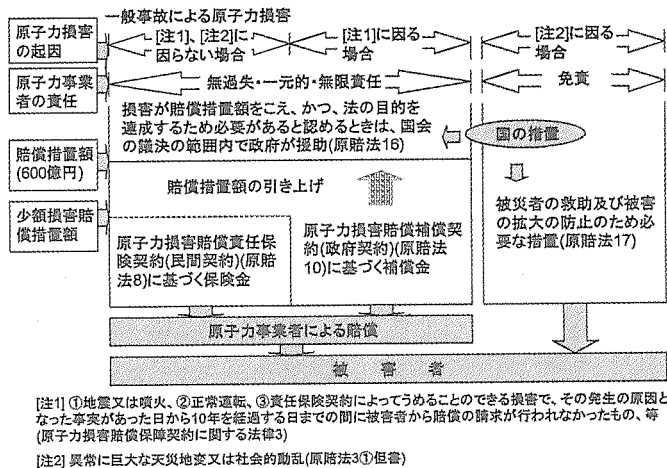 一般事故による原子力損害
原子力損害
の起因
[注1]、[注2]に
因らない場合
[注1]に因る
場合
[注2]に因る
場合
原子力事業
者の責任
無過失・一元的・無限責任
免責
損害が賠償措置額をこえ、かつ、法の目的を
達成するため必要があると認めるときは、国会
の議決の範囲内で政府が援助(原賠法16)
国の措置
賠償措置額
(600億円)
賠償措置額の引き上げ
被災者の救助及び被害
の拡大の防止のため必
要な措置(原賠法17)
少額損害賠
償措置額
原子力損害賠償責任保
険契約(民間契約)(原賠
法8)に基づく保険金
原子力損害賠償補償契
約(政府契約)(原賠法
10)に基づく補償金
原子力事業者による賠償
被 害 者
[注1] ①地震又は噴火、②正常運転、③責任保険契約によってうめることのできる損害で、その発生の原因と
なった事実があった日から10年を経過する日までの間に被害者から賠償の請求が行われなかったもの、等
(原子力損害賠償保障契約に関する法律3)
[注2] 異常に巨大な天災地変又は社会的動乱(原賠法3①但書)